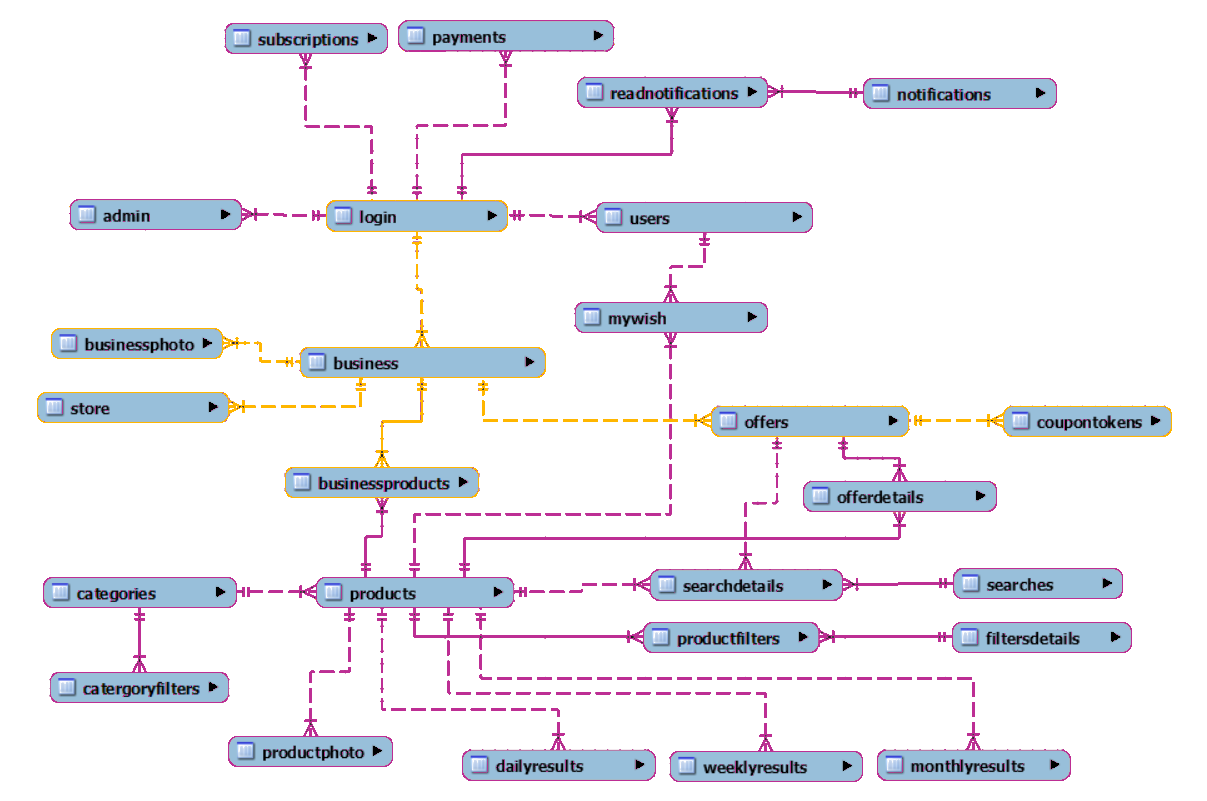 subscriptions
payments
readnotifications
notifications
admin
login
users
mywish
businessphoto
business
store
offers
coupontokens
businessproducts
offerdetails
categories
products
searchdetails
searches
productfilters
filtersdetails
catergoryfilters
productphoto
dailyresults
weeklyresults
monthlyresults